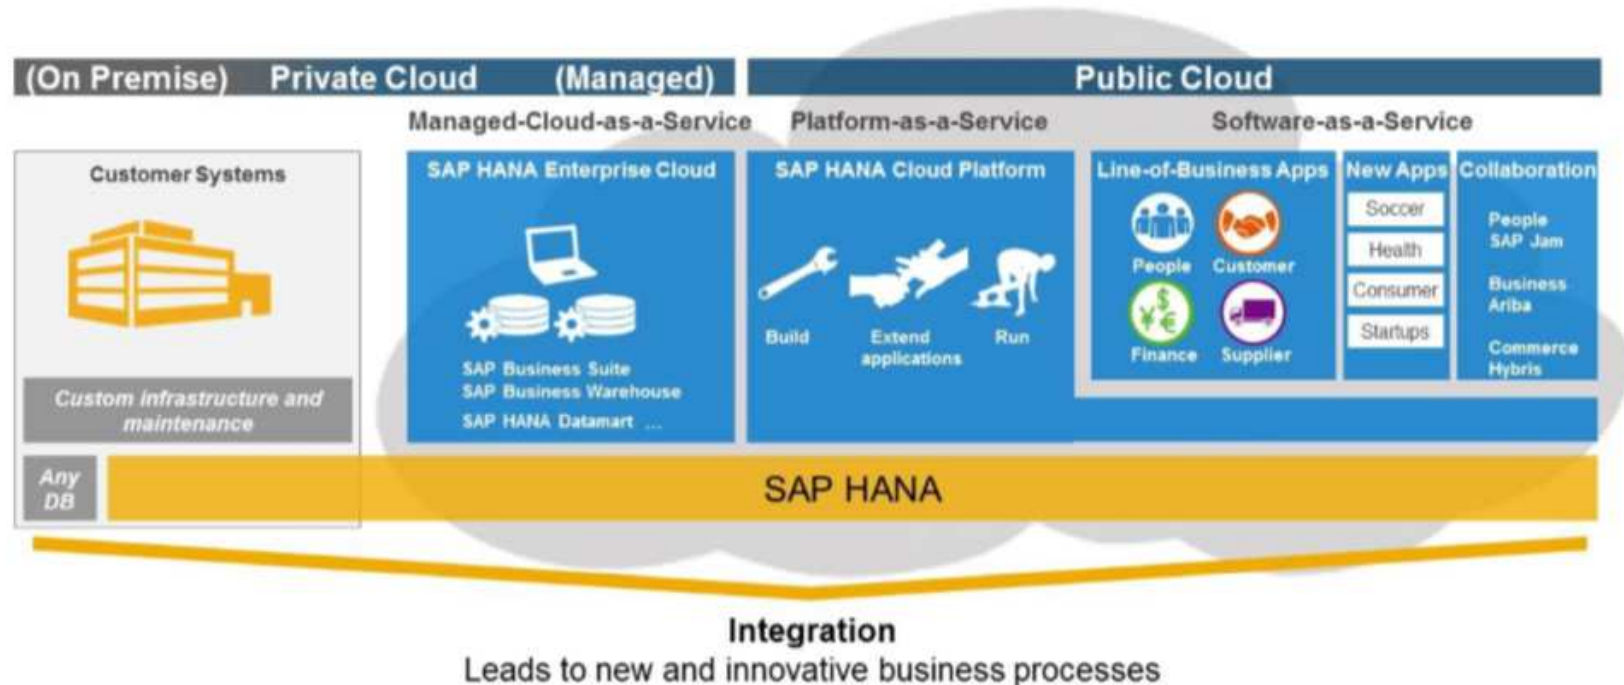 (On Premise) Private Cloud (Managed)
Public Cloud
Managed-Cloud-as-a-Service
Platform-as-a-Service
Software-as-a-Service
Customer Systems
Custom infrastructure and
maintenance
Any
DB
SAP HANA Enterprise Cloud
SAP Business Suite
SAP Business Warehouse
SAP HANA Datamart ...
SAP HANA Cloud Platform
Build
Extend
applications
Run
Line-of-Business Apps
People
Customer
$
¥ €
Finance
Supplier
New Apps
Soccer
Health
Consumer
Startups
Collaboration
People
SAP Jam
Business
Ariba
Commerce
Hybris
SAP HANA
Integration
Leads to new and innovative business processes